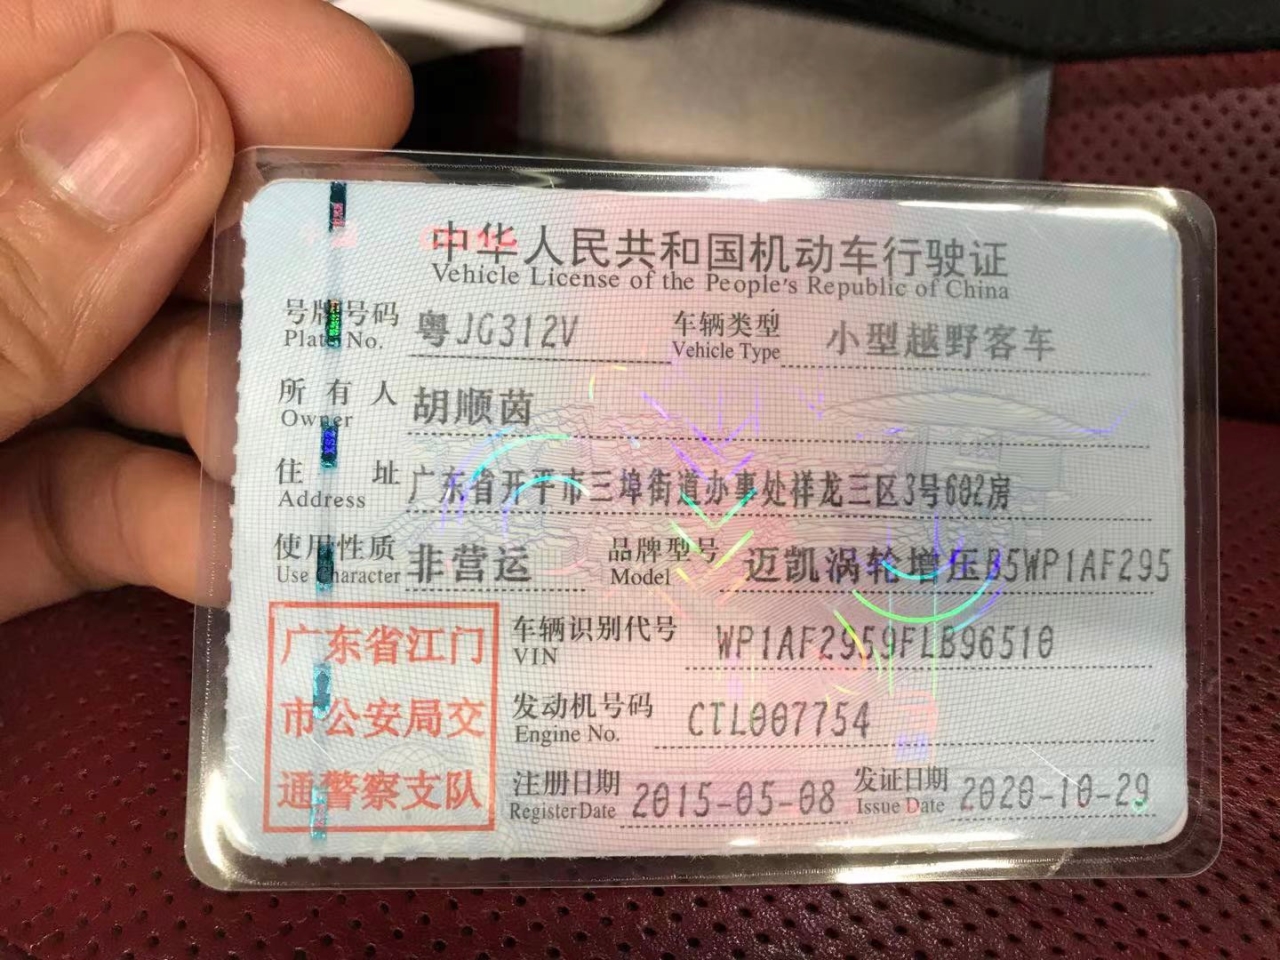 中华人民共和国机动车行驶证
Vehicle License of the People's Republic of China
号牌号码 粤JG312V 车辆类型 小型越野客车
Plate No. Vehicle Type
所有人 胡顺茵
Owner
住址 广东省开平市三埠街道办事处祥龙三区3号602房
Address
使用性质 非营运 品牌型号 迈凯涡轮增压B5WP1AF295
Use Character Model
广东省江门
市公安局交
通警察支队
车辆识别代号 WP1AF2959FLB96510
VIN
发动机号码 CTL007754
Engine No.
注册日期 2015-05-08 发证日期 2020-10-29
Register Date Issue Date